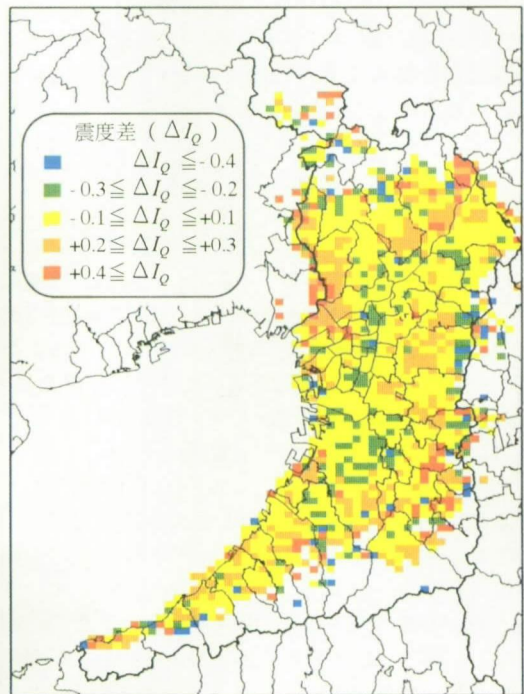 震度差 ( ΔI_Q )
ΔI_Q ≦ - 0.4
- 0.3 ≦ ΔI_Q ≦ - 0.2
- 0.1 ≦ ΔI_Q ≦ +0.1
+0.2 ≦ ΔI_Q ≦ +0.3
+0.4 ≦ ΔI_Q